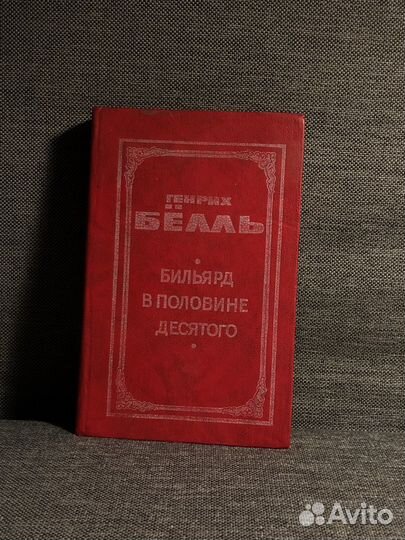 ГЕНРИХ
БЁЛЛЬ
БИЛЬЯРД
В ПОЛОВИНЕ
ДЕСЯТОГО
Avito